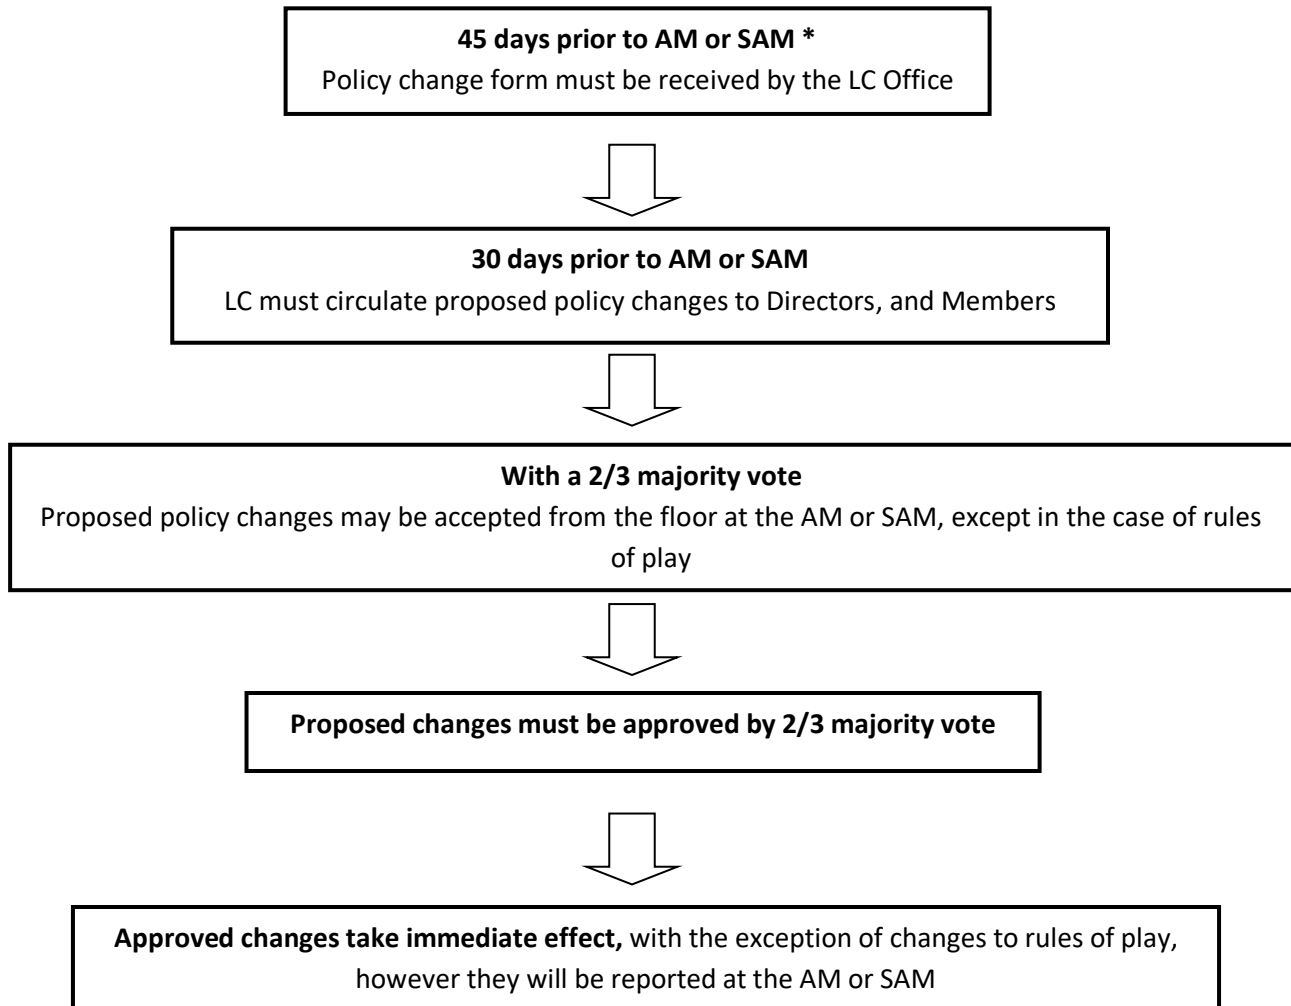 45 days prior to AM or SAM *
Policy change form must be received by the LC Office
30 days prior to AM or SAM
LC must circulate proposed policy changes to Directors, and Members
With a 2/3 majority vote
Proposed policy changes may be accepted from the floor at the AM or SAM, except in the case of rules
of play
Proposed changes must be approved by 2/3 majority vote
Approved changes take immediate effect, with the exception of changes to rules of play,
however they will be reported at the AM or SAM